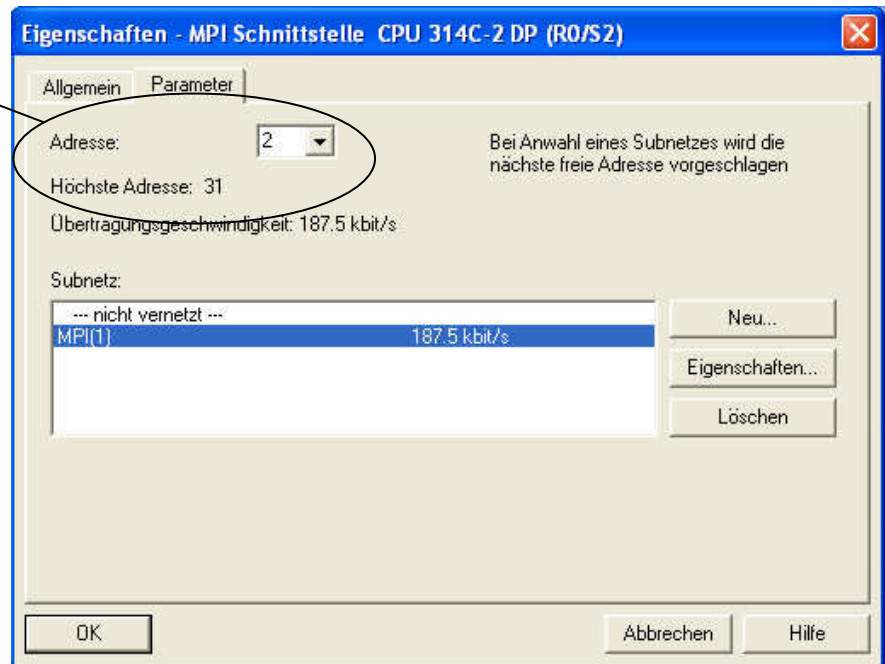 Eigenschaften - MPI Schnittstelle CPU 314C-2 DP (R0/S2)
Allgemein Parameter
Adresse: 2
Bei Anwahl eines Subnetzes wird die
nächste freie Adresse vorgeschlagen
Höchste Adresse: 31
Übertragungsgeschwindigkeit: 187.5 kbit/s
Subnetz:
--- nicht vernetzt ---
MPI(1) 187.5 kbit/s
Neu...
Eigenschaften...
Löschen
OK Abbrechen Hilfe